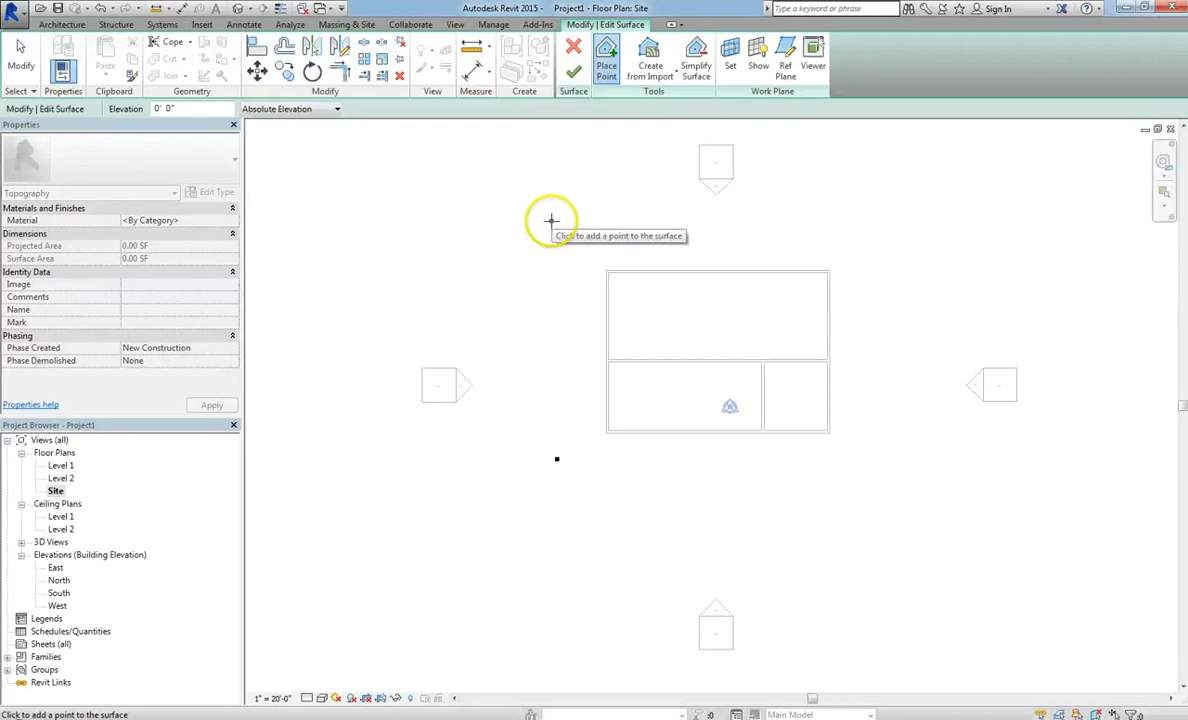 Autodesk Revit 2015 - Project1 - Floor Plan: Site
Type a keyword or phrase
Sign In
Architecture Structure Systems Insert Annotate Analyze Massing & Site Collaborate View Manage Add-Ins Modify | Edit Surface
Modify
Paste
Cope
Cut
Join
Place Point
Create from Import
Simplify Surface
Set
Show
Ref Plane
Viewer
Select Properties Clipboard Geometry Modify View Measure Create Surface Tools Work Plane
Modify | Edit Surface Elevation 0' 0" Absolute Elevation
Properties
Topography
Edit Type
Materials and Finishes
Material <By Category>
Dimensions
Projected Area 0.00 SF
Surface Area 0.00 SF
Identity Data
Image
Comments
Name
Mark
Phasing
Phase Created New Construction
Phase Demolished None
Properties help
Apply
Project Browser - Project1
Views (all)
Floor Plans
Level 1
Level 2
Site
Ceiling Plans
Level 1
Level 2
3D Views
Elevations (Building Elevation)
East
North
South
West
Legends
Schedules/Quantities
Sheets (all)
Families
Groups
Revit Links
Click to add a point to the surface
1" = 20'-0"
Click to add a point to the surface
:0
Main Model
:0